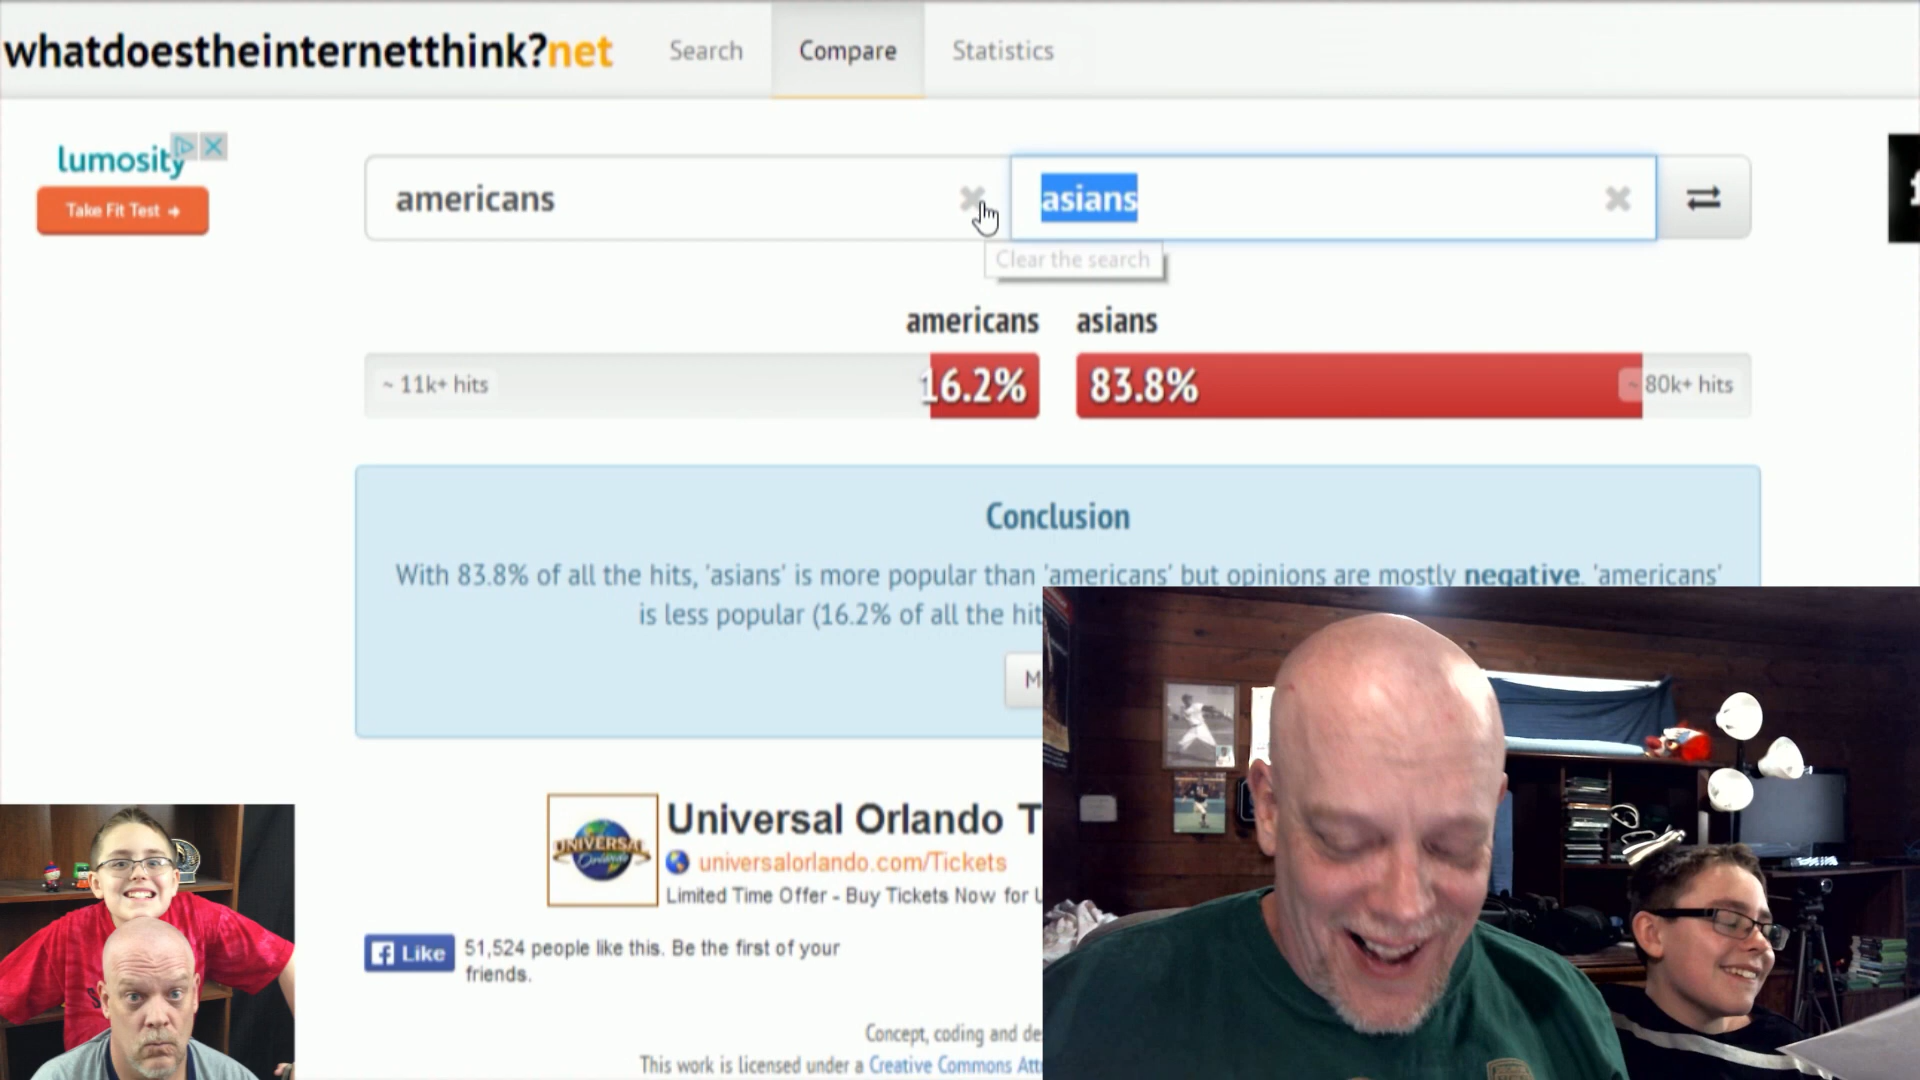 whatdoestheinternetthink?net
Search
Compare
Statistics
lumosity
Take Fit Test
americans
asians
Clear the search
americans
asians
~ 11k+ hits
16.2%
83.8%
~ 80k+ hits
Conclusion
With 83.8% of all the hits, 'asians' is more popular than 'americans' but opinions are mostly negative. 'americans'
is less popular (16.2% of all the hit
M
UNIVERSAL
Orlando
Universal Orlando T
universalorlando.com/Tickets
Limited Time Offer - Buy Tickets Now for U
Like
51,524 people like this. Be the first of your
friends.
Concept, coding and de
This work is licensed under a Creative Commons Att